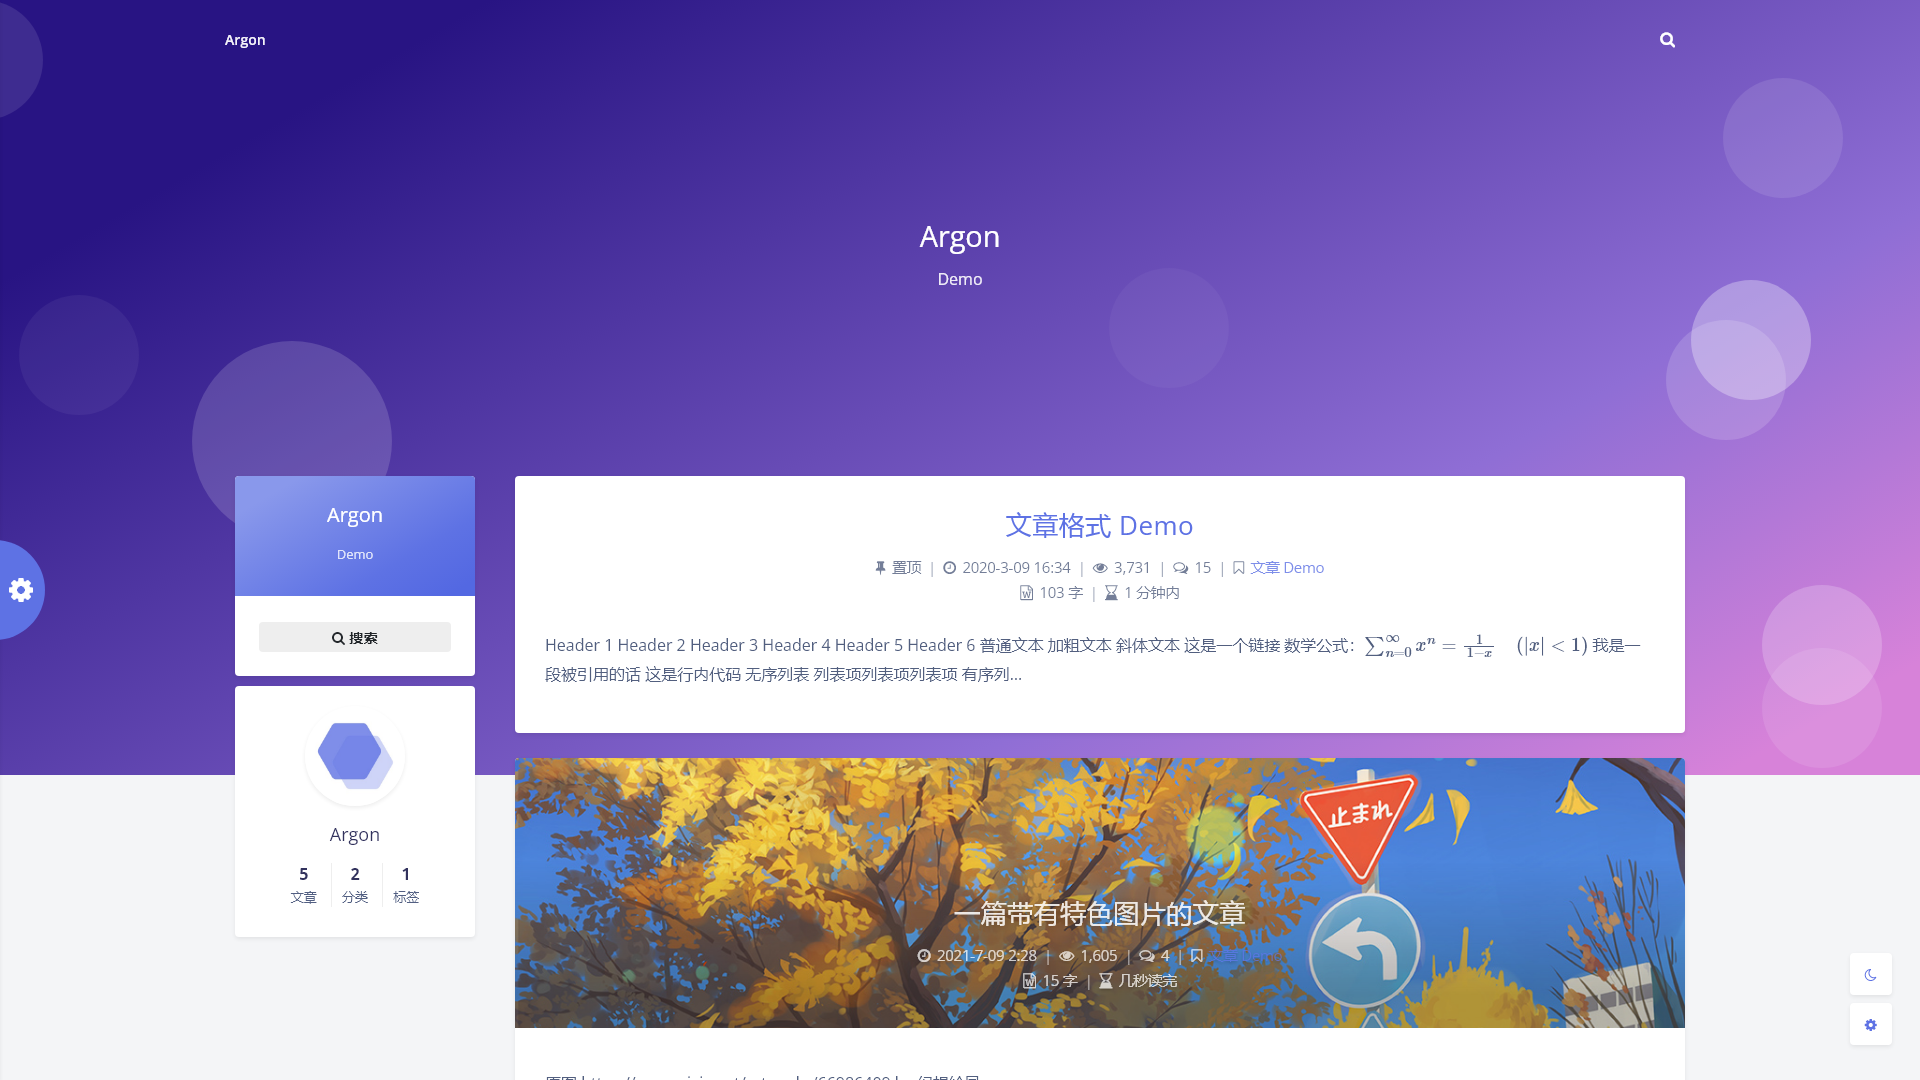 Argon
Argon
Demo
Argon
Demo
搜索
Argon
5 2 1
文章 分类 标签
文章格式 Demo
置顶 | 2020-3-09 16:34 | 3,731 | 15 | 文章 Demo
103 字 | 1 分钟内
Header 1 Header 2 Header 3 Header 4 Header 5 Header 6 普通文本 加粗文本 斜体文本 这是一个链接 数学公式： ∑_{n=0}^{∞} x^n = \frac{1}{1−x} (|x| < 1) 我是一
段被引用的话 这是行内代码 无序列表 列表项列表项列表项 有序列...
止まれ
一篇带有特色图片的文章
2021-7-09 2:28 | 1,605 | 4 | 文章 Demo
15 字 | 几秒读完